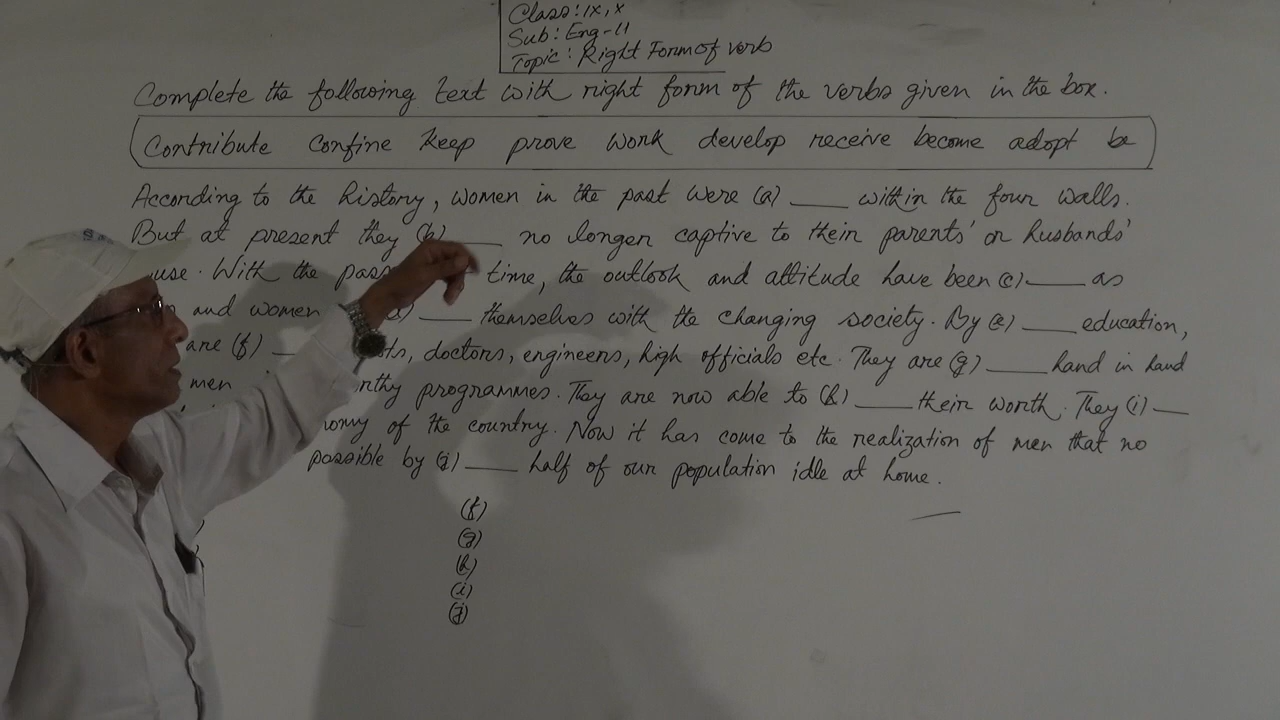 Class: IX, X
Sub: Eng-II
Topic: Right Form of verb
Complete the following text with right form of the verbs given in the box.
Contribute confine keep prove work develop receive become adopt be
According to the history, women in the past were (a) ____ within the four walls.
But at present they (b) ____ no longer captive to their parents' or husbands'
With the time, the outlook and attitude have been (c) ____ as
and women ____ themselves with the changing society. By (e) ____ education,
are (f) __ doctors, engineers, high officials etc. They are (g) ____ hand in hand
men programmes. They are now able to (h) ____ their worth. They (i) __
of the country. Now it has come to the realization of men that no
possible by (j) ____ half of our population idle at home.
(f)
(g)
(h)
(i)
(j)